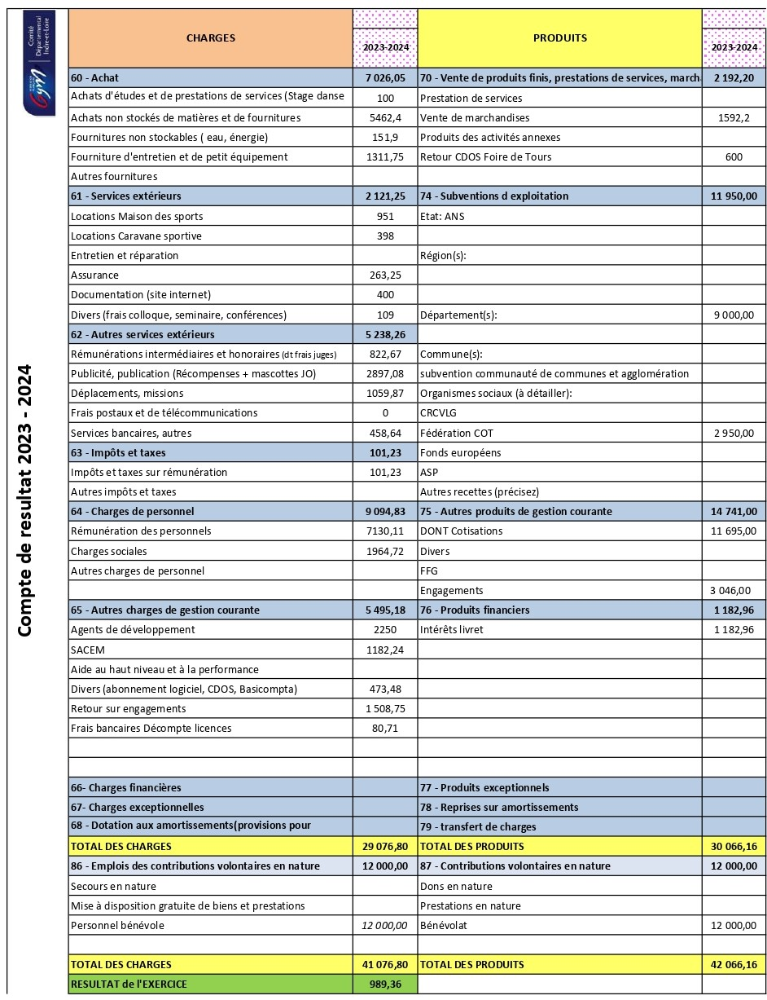 Comité
Départemental
Indre-et-Loire
Compte de resultat 2023 - 2024
CHARGES PRODUITS
2023-2024 2023-2024
60 - Achat 7 026,05 70 - Vente de produits finis, prestations de services, march 2 192,20
Achats d'études et de prestations de services (Stage danse 100 Prestation de services
Achats non stockés de matières et de fournitures 5462,4 Vente de marchandises 1592,2
Fournitures non stockables ( eau, énergie) 151,9 Produits des activités annexes
Fourniture d'entretien et de petit équipement 1311,75 Retour CDOS Foire de Tours 600
Autres fournitures
61 - Services extérieurs 2 121,25 74 - Subventions d exploitation 11 950,00
Locations Maison des sports 951 Etat: ANS
Locations Caravane sportive 398
Entretien et réparation Région(s):
Assurance 263,25
Documentation (site internet) 400
Divers (frais colloque, seminaire, conférences) 109 Département(s): 9 000,00
62 - Autres services extérieurs 5 238,26
Rémunérations intermédiaires et honoraires (dt frais juges) 822,67 Commune(s):
Publicité, publication (Récompenses + mascottes JO) 2897,08 subvention communauté de communes et agglomération
Déplacements, missions 1059,87 Organismes sociaux (à détailler):
Frais postaux et de télécommunications 0 CRCVLG
Services bancaires, autres 458,64 Fédération COT 2 950,00
63 - Impôts et taxes 101,23 Fonds européens
Impôts et taxes sur rémunération 101,23 ASP
Autres impôts et taxes Autres recettes (précisez)
64 - Charges de personnel 9 094,83 75 - Autres produits de gestion courante 14 741,00
Rémunération des personnels 7130,11 DONT Cotisations 11 695,00
Charges sociales 1964,72 Divers
Autres charges de personnel FFG
Engagements 3 046,00
65 - Autres charges de gestion courante 5 495,18 76 - Produits financiers 1 182,96
Agents de développement 2250 Intérêts livret 1 182,96
SACEM 1182,24
Aide au haut niveau et à la performance
Divers (abonnement logiciel, CDOS, Basicompta) 473,48
Retour sur engagements 1 508,75
Frais bancaires Décompte licences 80,71
66- Charges financières 77 - Produits exceptionnels
67- Charges exceptionnelles 78 - Reprises sur amortissements
68 - Dotation aux amortissements(provisions pour 79 - transfert de charges
TOTAL DES CHARGES 29 076,80 TOTAL DES PRODUITS 30 066,16
86 - Emplois des contributions volontaires en nature 12 000,00 87 - Contributions volontaires en nature 12 000,00
Secours en nature Dons en nature
Mise à disposition gratuite de biens et prestations Prestations en nature
Personnel bénévole 12 000,00 Bénévolat 12 000,00
TOTAL DES CHARGES 41 076,80 TOTAL DES PRODUITS 42 066,16
RESULTAT de l'EXERCICE 989,36